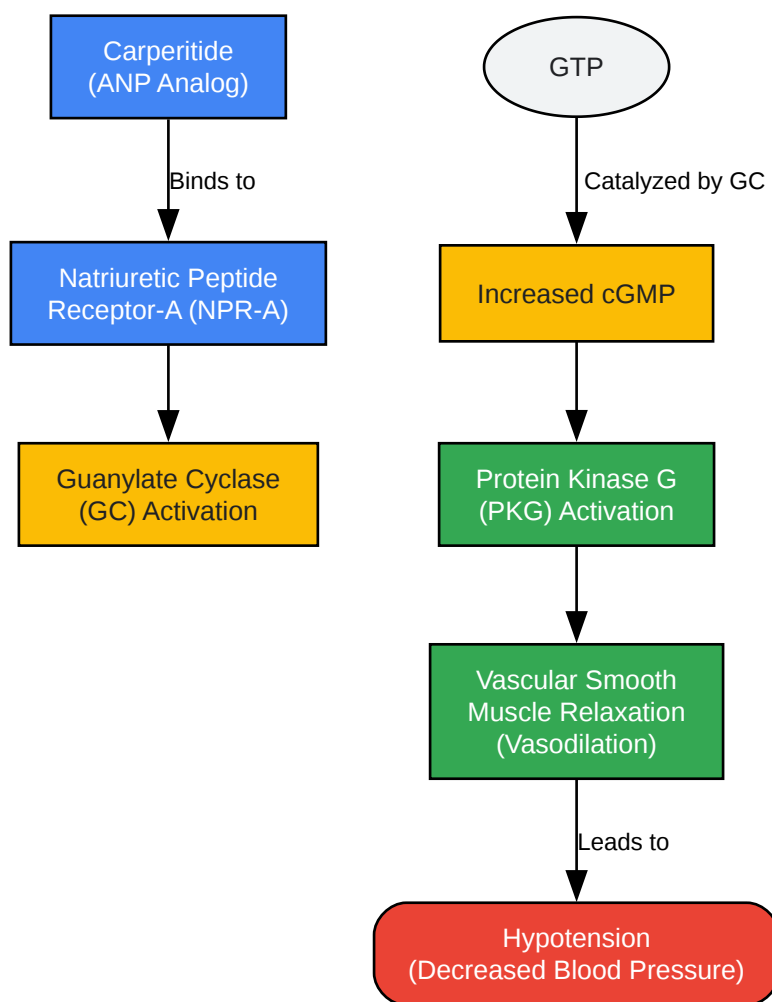 Carperitide
(ANP Analog)
Binds to
Natriuretic Peptide
Receptor-A (NPR-A)
Guanylate Cyclase
(GC) Activation
GTP
Catalyzed by GC
Increased cGMP
Protein Kinase G
(PKG) Activation
Vascular Smooth
Muscle Relaxation
(Vasodilation)
Leads to
Hypotension
(Decreased Blood Pressure)